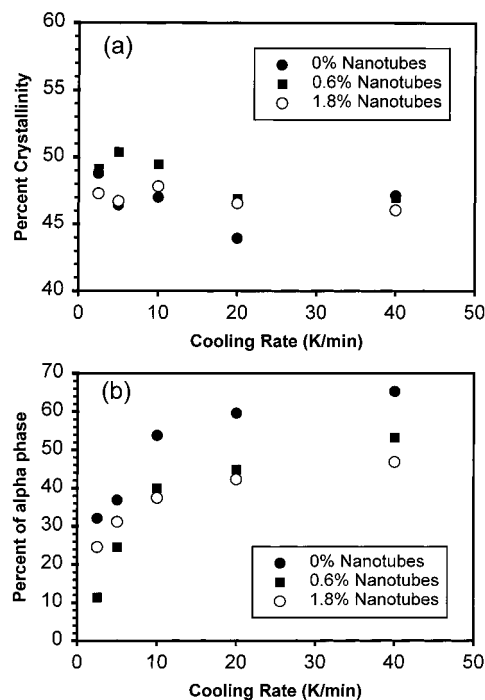 (a)
0% Nanotubes
0.6% Nanotubes
1.8% Nanotubes
Percent Crystallinity
60
55
50
45
40
0 10 20 30 40 50
Cooling Rate (K/min)
(b)
Percent of alpha phase
70
60
50
40
30
20
10
0
0% Nanotubes
0.6% Nanotubes
1.8% Nanotubes
0 10 20 30 40 50
Cooling Rate (K/min)